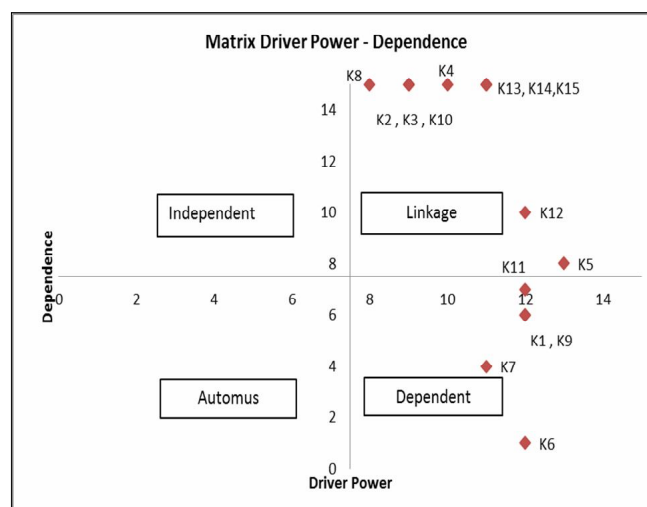 Matrix Driver Power - Dependence
K8
K4
K13, K14,K15
14
K2 , K3 , K10
12
Independent
10
Linkage
K12
8
K11
K5
0
2
4
6
8
10
12
14
6
K1 , K9
4
K7
Automus
Dependent
2
K6
0
Driver Power
Dependence